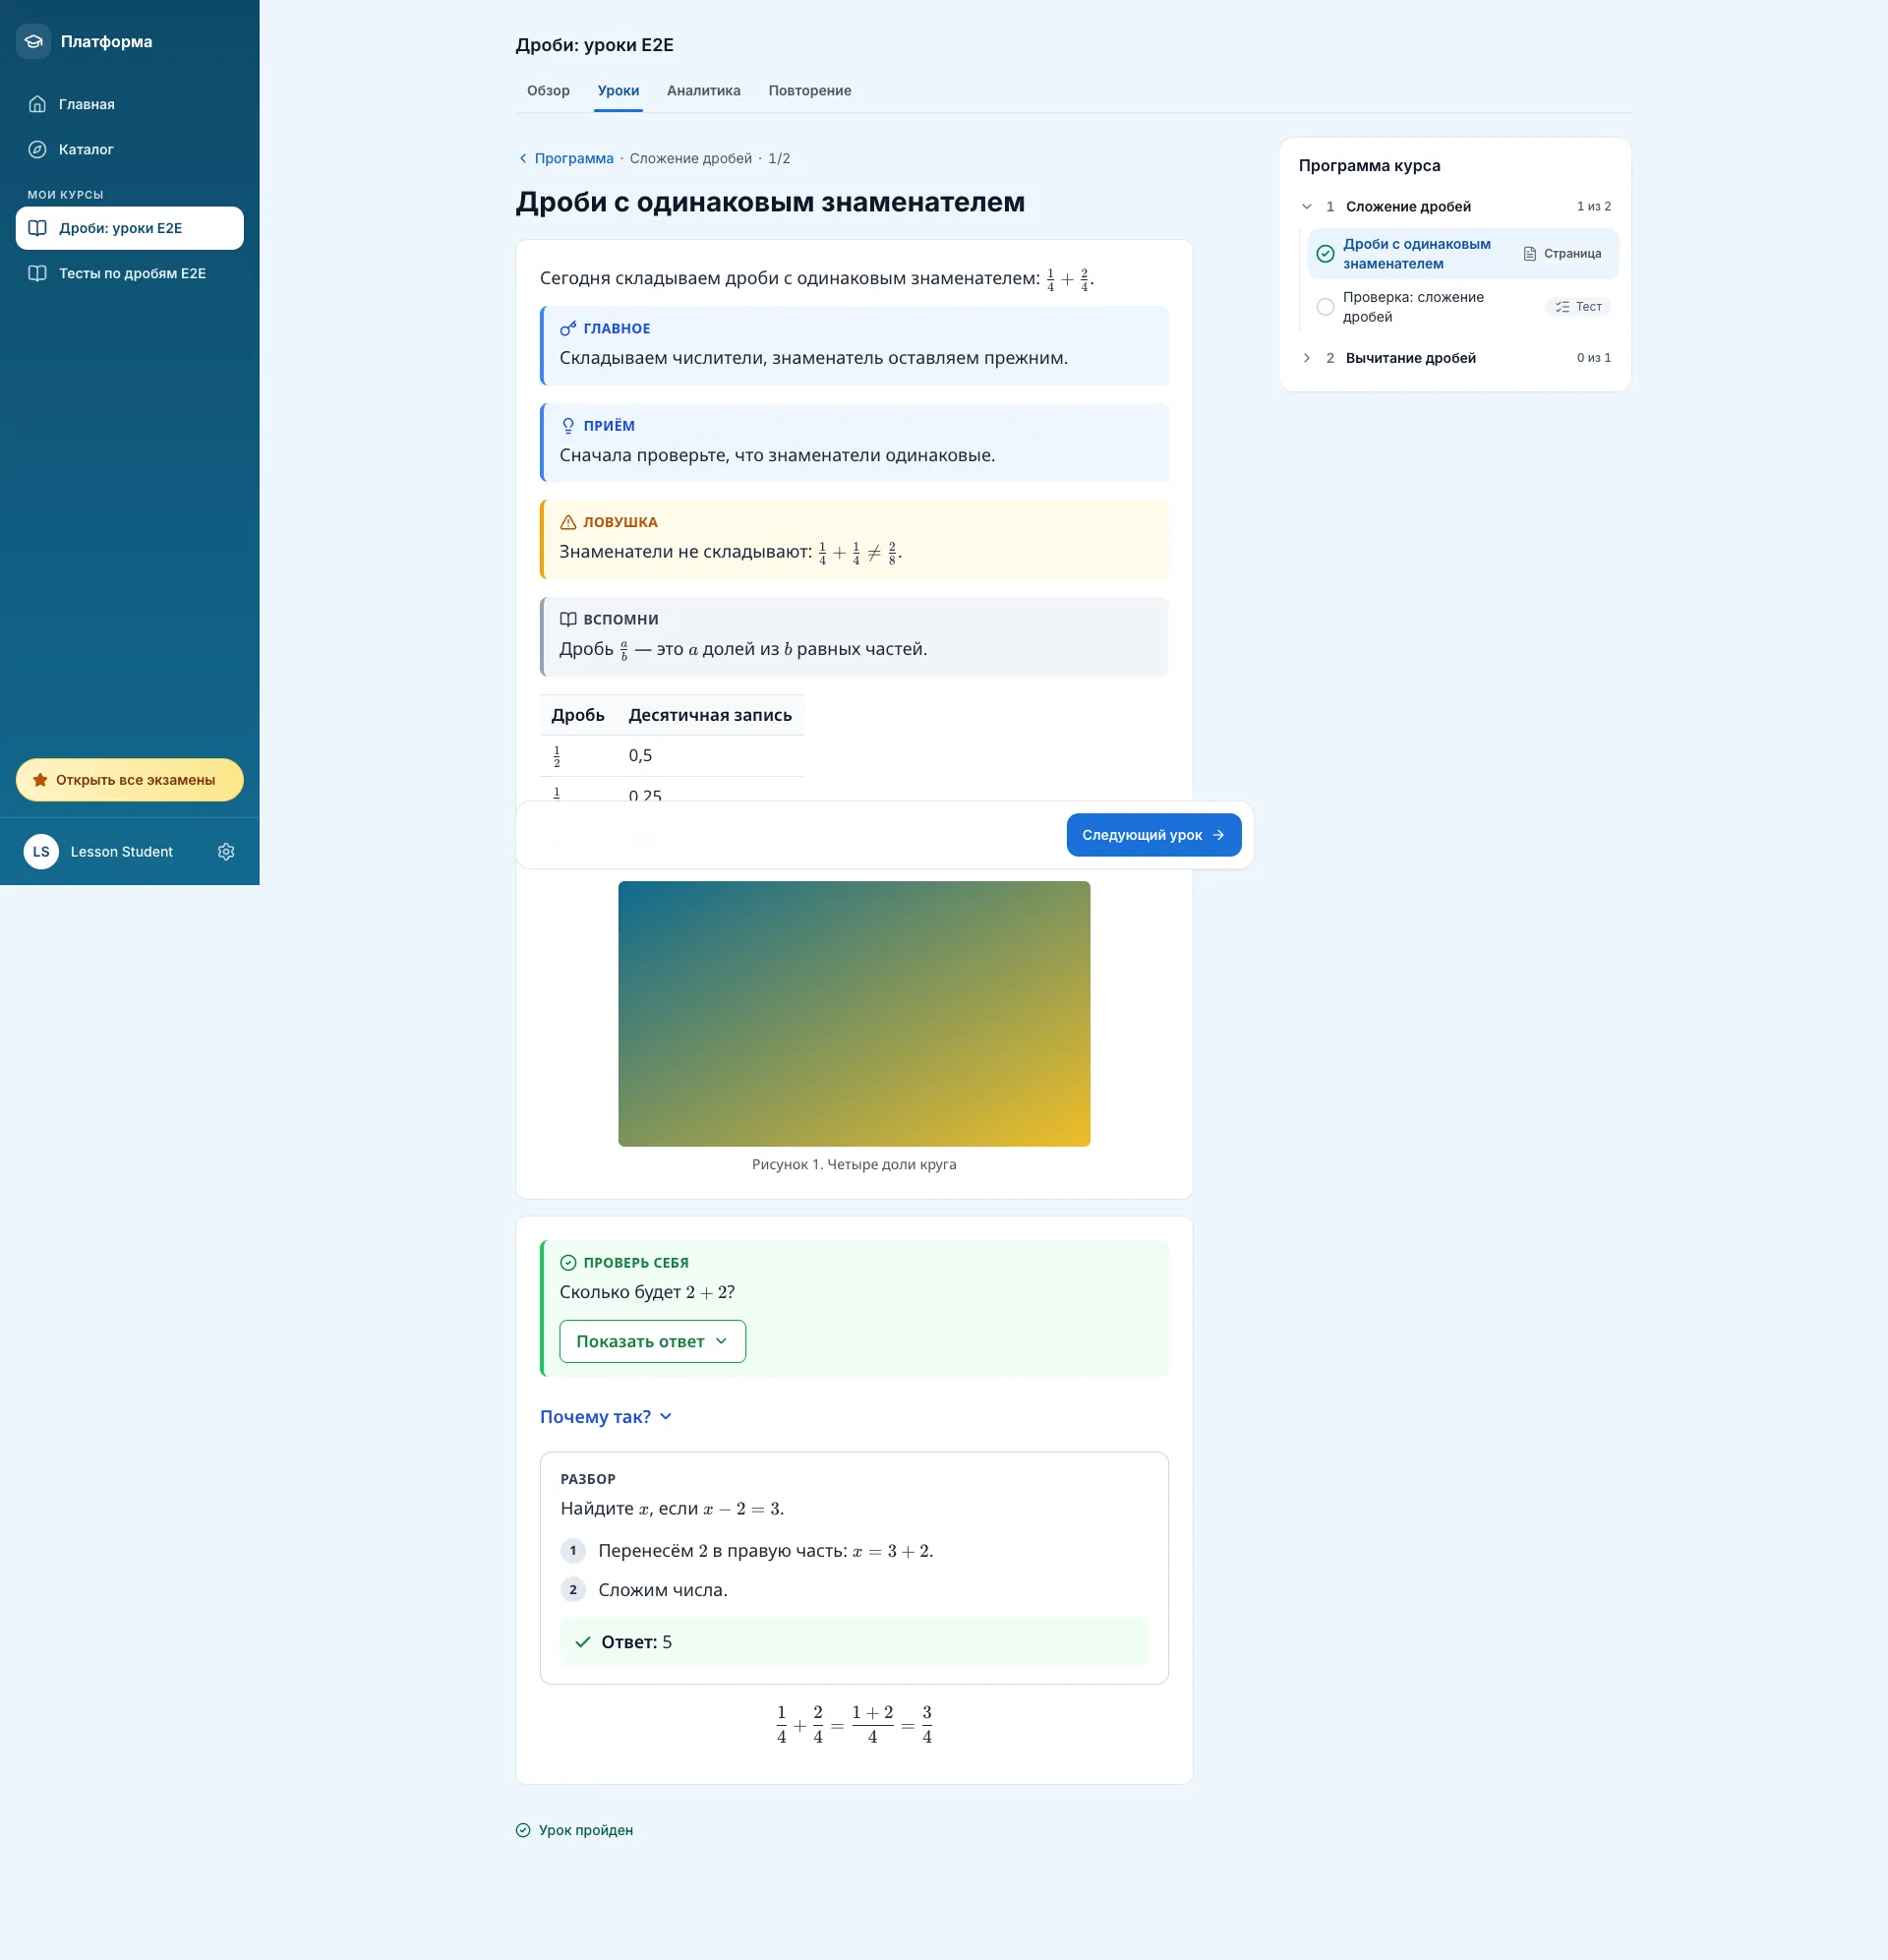 Платформа
Главная
Каталог
МОИ КУРСЫ
Дроби: уроки E2E
Тесты по дробям E2E
Открыть все экзамены
LS Lesson Student
Дроби: уроки E2E
Обзор Уроки Аналитика Повторение
Программа · Сложение дробей · 1/2
Дроби с одинаковым знаменателем
Сегодня складываем дроби с одинаковым знаменателем: 1/4 + 2/4.
ГЛАВНОЕ
Складываем числители, знаменатель оставляем прежним.
ПРИЁМ
Сначала проверьте, что знаменатели одинаковые.
ЛОВУШКА
Знаменатели не складывают: 1/4 + 1/4 ≠ 2/8.
ВСПОМНИ
Дробь a/b — это a долей из b равных частей.
Дробь Десятичная запись
1/2 0,5
0,25
Следующий урок
Рисунок 1. Четыре доли круга
ПРОВЕРЬ СЕБЯ
Сколько будет 2 + 2?
Показать ответ
Почему так?
РАЗБОР
Найдите x, если x − 2 = 3.
1 Перенесём 2 в правую часть: x = 3 + 2.
2 Сложим числа.
Ответ: 5
1/4 + 2/4 = (1 + 2)/4 = 3/4
Урок пройден
Программа курса
1 Сложение дробей 1 из 2
Дроби с одинаковым
знаменателем
Страница
Проверка: сложение
дробей
Тест
2 Вычитание дробей 0 из 1